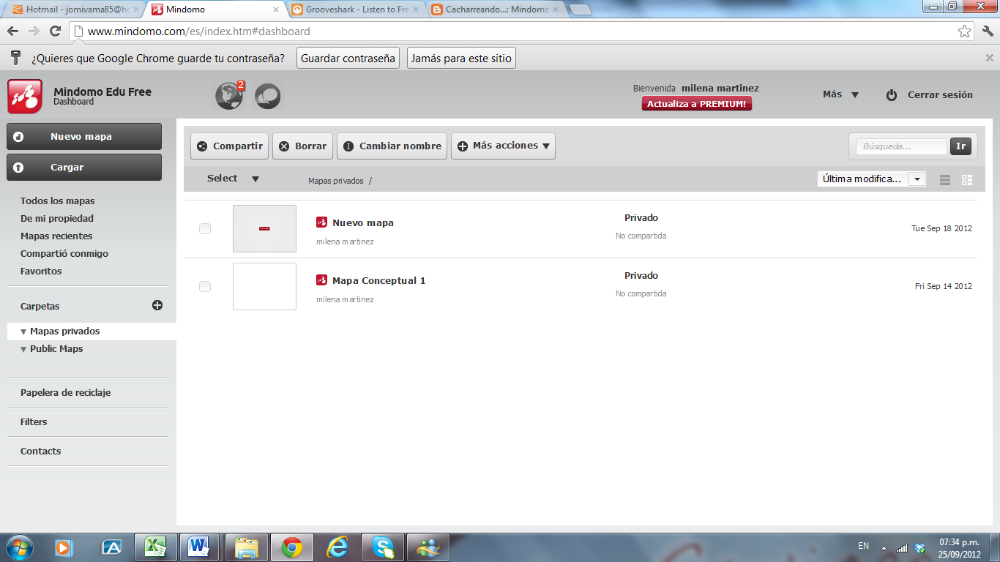 Hotmail - jomivama85@ho
Mindomo
Grooveshark - Listen to Fre
Cacharreando...: Mindomo
www.mindomo.com/es/index.htm#dashboard
¿Quieres que Google Chrome guarde tu contraseña?
Guardar contraseña
Jamás para este sitio
Mindomo Edu Free
Dashboard
2
Bienvenida milena martinez
Actualiza a PREMIUM!
Más
Cerrar sesión
Nuevo mapa
Cargar
Todos los mapas
De mi propiedad
Mapas recientes
Compartió conmigo
Favoritos
Carpetas
Mapas privados
Public Maps
Papelera de reciclaje
Filters
Contacts
Compartir
Borrar
Cambiar nombre
Más acciones
Búsqueda...
Ir
Select
Mapas privados /
Última modifica...
Nuevo mapa
milena martinez
Privado
No compartida
Tue Sep 18 2012
Mapa Conceptual 1
milena martinez
Privado
No compartida
Fri Sep 14 2012
EN
07:34 p.m.
25/09/2012